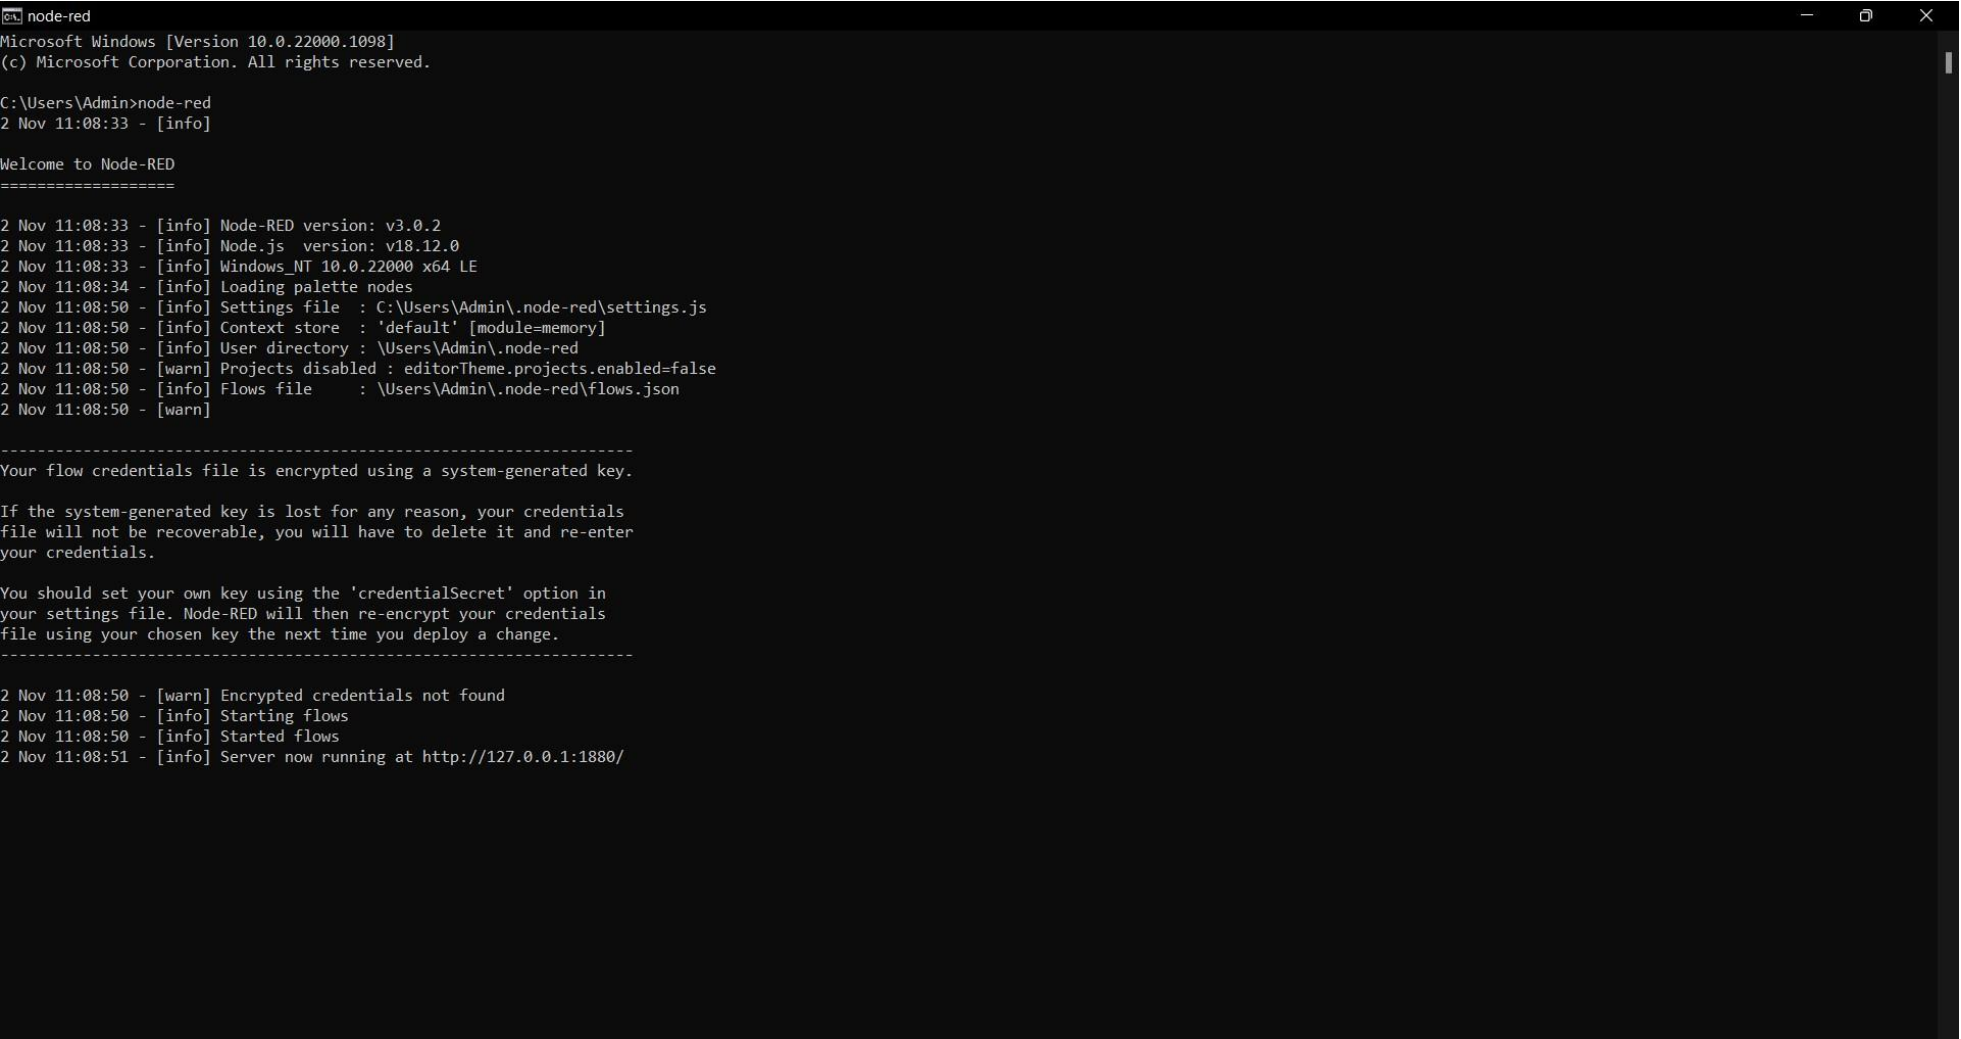 node-red
Microsoft Windows [Version 10.0.22000.1098]
(c) Microsoft Corporation. All rights reserved.
C:\Users\Admin>node-red
2 Nov 11:08:33 - [info]
Welcome to Node-RED
===================
2 Nov 11:08:33 - [info] Node-RED version: v3.0.2
2 Nov 11:08:33 - [info] Node.js  version: v18.12.0
2 Nov 11:08:33 - [info] Windows_NT 10.0.22000 x64 LE
2 Nov 11:08:34 - [info] Loading palette nodes
2 Nov 11:08:50 - [info] Settings file  : C:\Users\Admin\.node-red\settings.js
2 Nov 11:08:50 - [info] Context store  : 'default' [module=memory]
2 Nov 11:08:50 - [info] User directory : \Users\Admin\.node-red
2 Nov 11:08:50 - [warn] Projects disabled : editorTheme.projects.enabled=false
2 Nov 11:08:50 - [info] Flows file     : \Users\Admin\.node-red\flows.json
2 Nov 11:08:50 - [warn]
---------------------------------------------------------------------
Your flow credentials file is encrypted using a system-generated key.
If the system-generated key is lost for any reason, your credentials
file will not be recoverable, you will have to delete it and re-enter
your credentials.
You should set your own key using the 'credentialSecret' option in
your settings file. Node-RED will then re-encrypt your credentials
file using your chosen key the next time you deploy a change.
---------------------------------------------------------------------
2 Nov 11:08:50 - [warn] Encrypted credentials not found
2 Nov 11:08:50 - [info] Starting flows
2 Nov 11:08:50 - [info] Started flows
2 Nov 11:08:51 - [info] Server now running at http://127.0.0.1:1880/